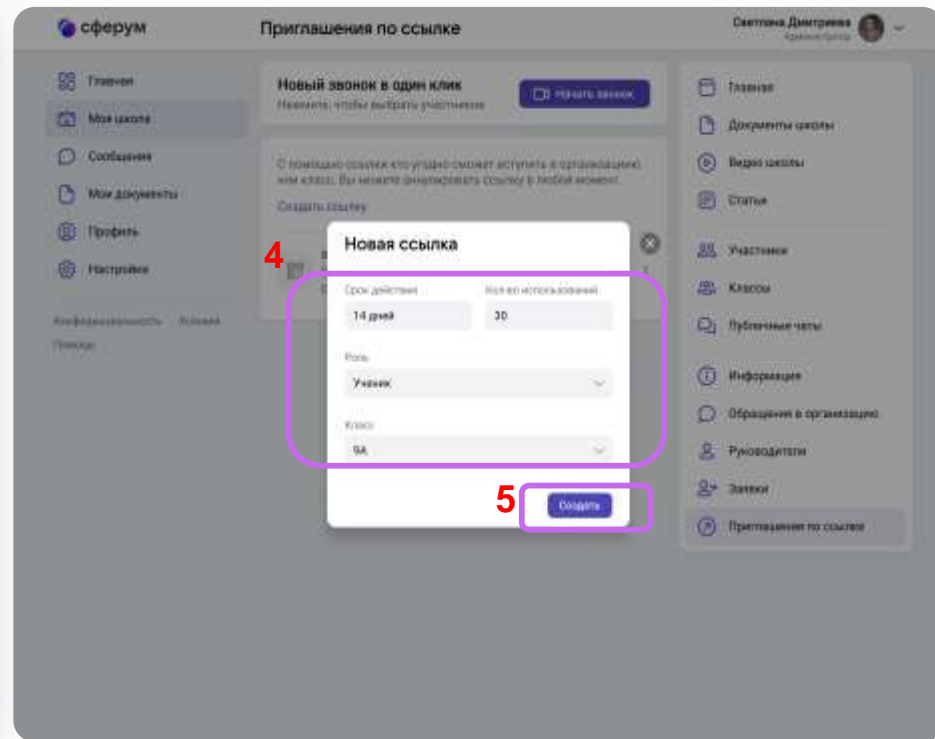 сферум
Приглашения по ссылке
Светлана Дмитриева
Администратор
Главная
Моя школа
Сообщения
Мои документы
Профиль
Настройки
Конфиденциальность Условия
Помощь
Новый звонок в один клик
Нажмите, чтобы выбрать участников
Начать звонок
С помощью ссылки кто угодно сможет вступить в организацию
или класс. Вы можете аннулировать ссылку в любой момент.
Создать ссылку
4
Новая ссылка
Срок действия Кол-во использований
14 дней 30
Роль
Ученик
Класс
9А
5
Создать
Главная
Документы школы
Видео школы
Статьи
Участники
Классы
Публичные чаты
Информация
Обращения в организацию
Руководители
Заявки
Приглашения по ссылке